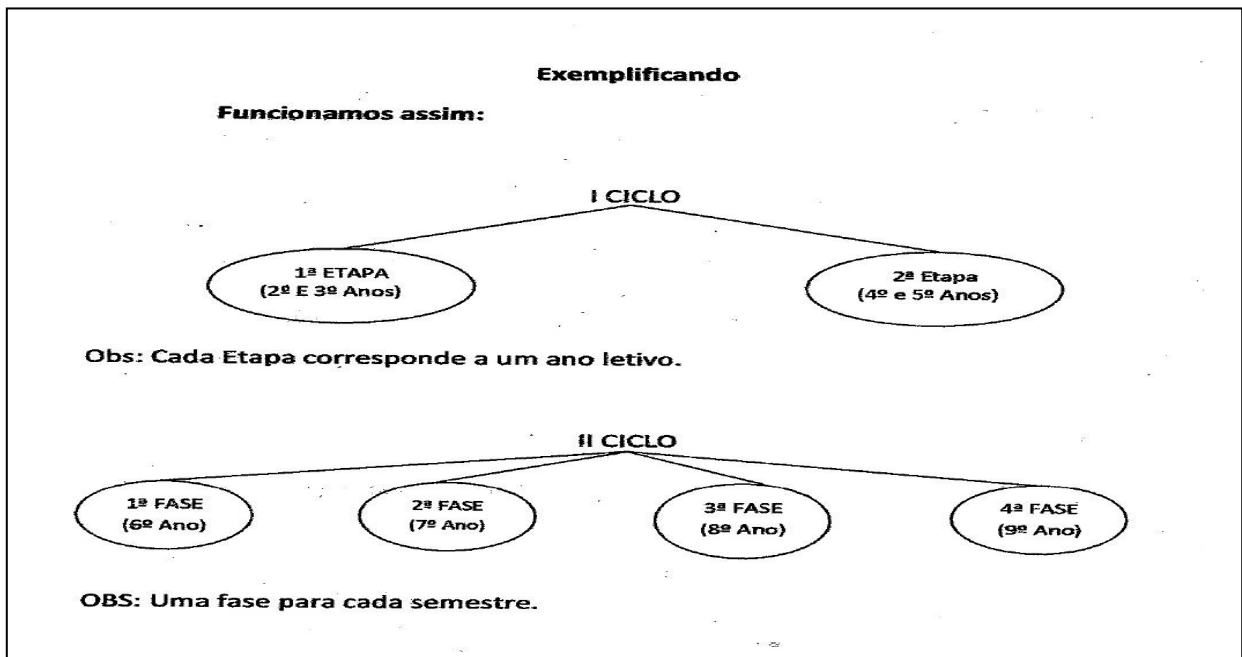 Exemplificando
Funcionamos assim:
I CICLO
1ª ETAPA
(2º E 3º Anos)
2ª Etapa
(4º e 5º Anos)
Obs: Cada Etapa corresponde a um ano letivo.
II CICLO
1ª FASE
(6º Ano)
2ª FASE
(7º Ano)
3ª FASE
(8º Ano)
4ª FASE
(9º Ano)
OBS: Uma fase para cada semestre.